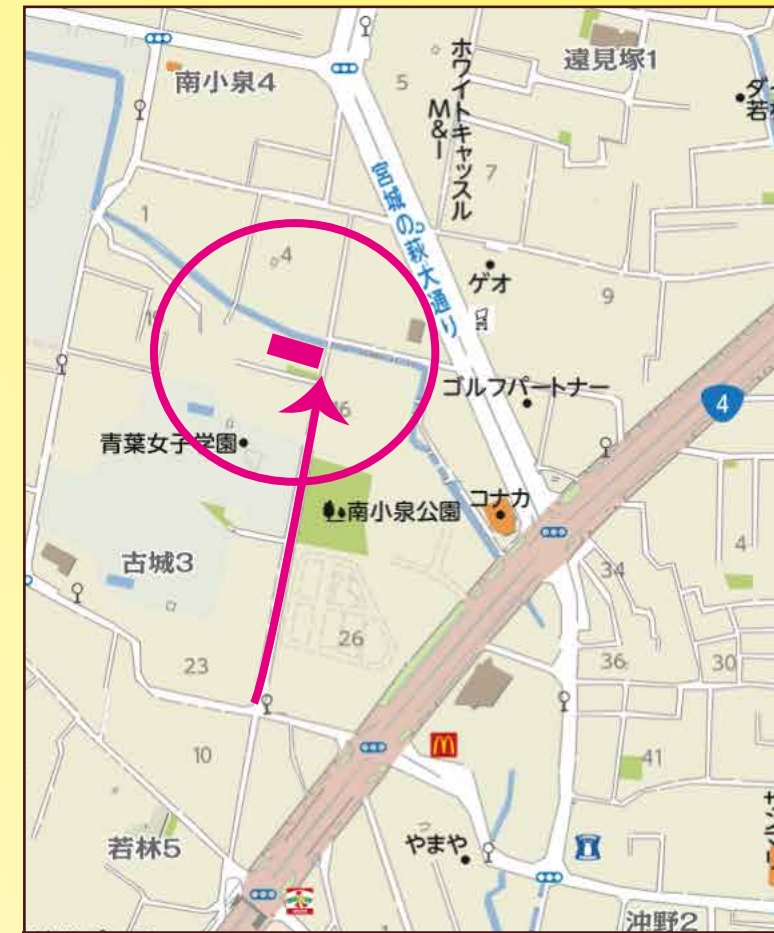 南小泉4
5
ホワイトキャッスル
M&I
遠見塚1
7
1
4
宮城の萩大通り
ゲオ
9
ゴルフパートナー
4
16
青葉女子学園
南小泉公園
コナカ
古城3
4
34
26
23
36
30
10
41
若林5
やまや
沖野2